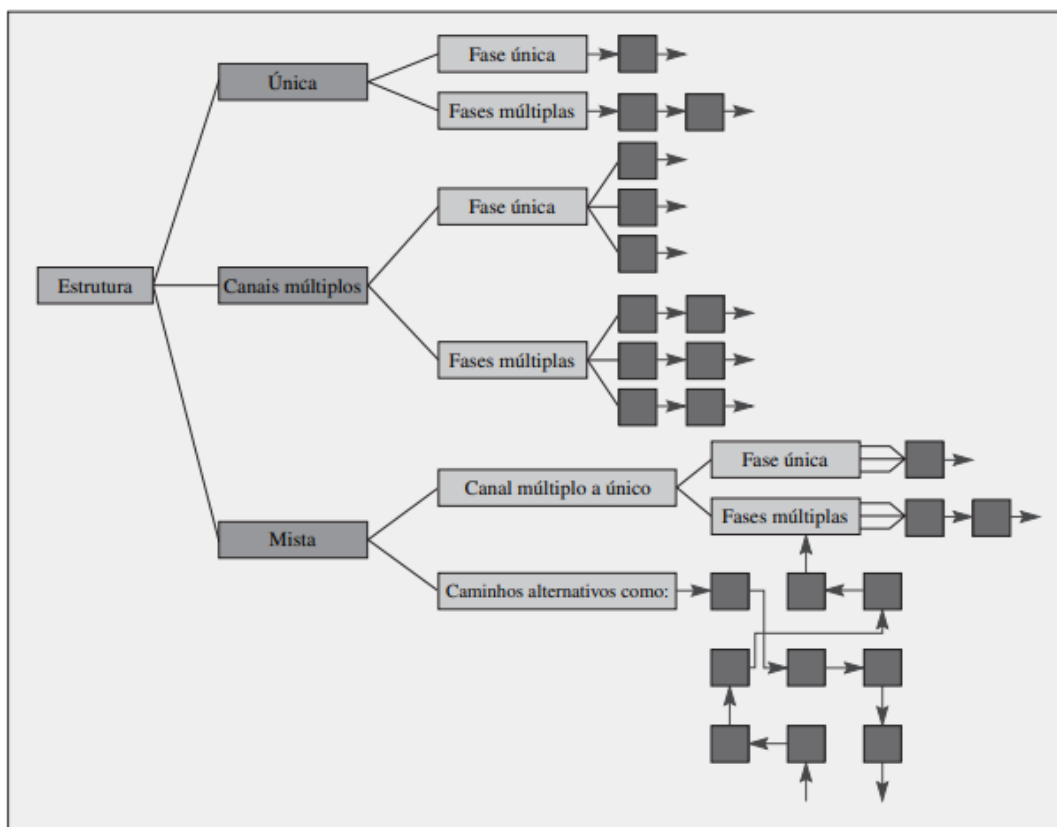 Estrutura
Única
Fase única
Fases múltiplas
Canais múltiplos
Fase única
Fases múltiplas
Mista
Canal múltiplo a único
Fase única
Fases múltiplas
Caminhos alternativos como: